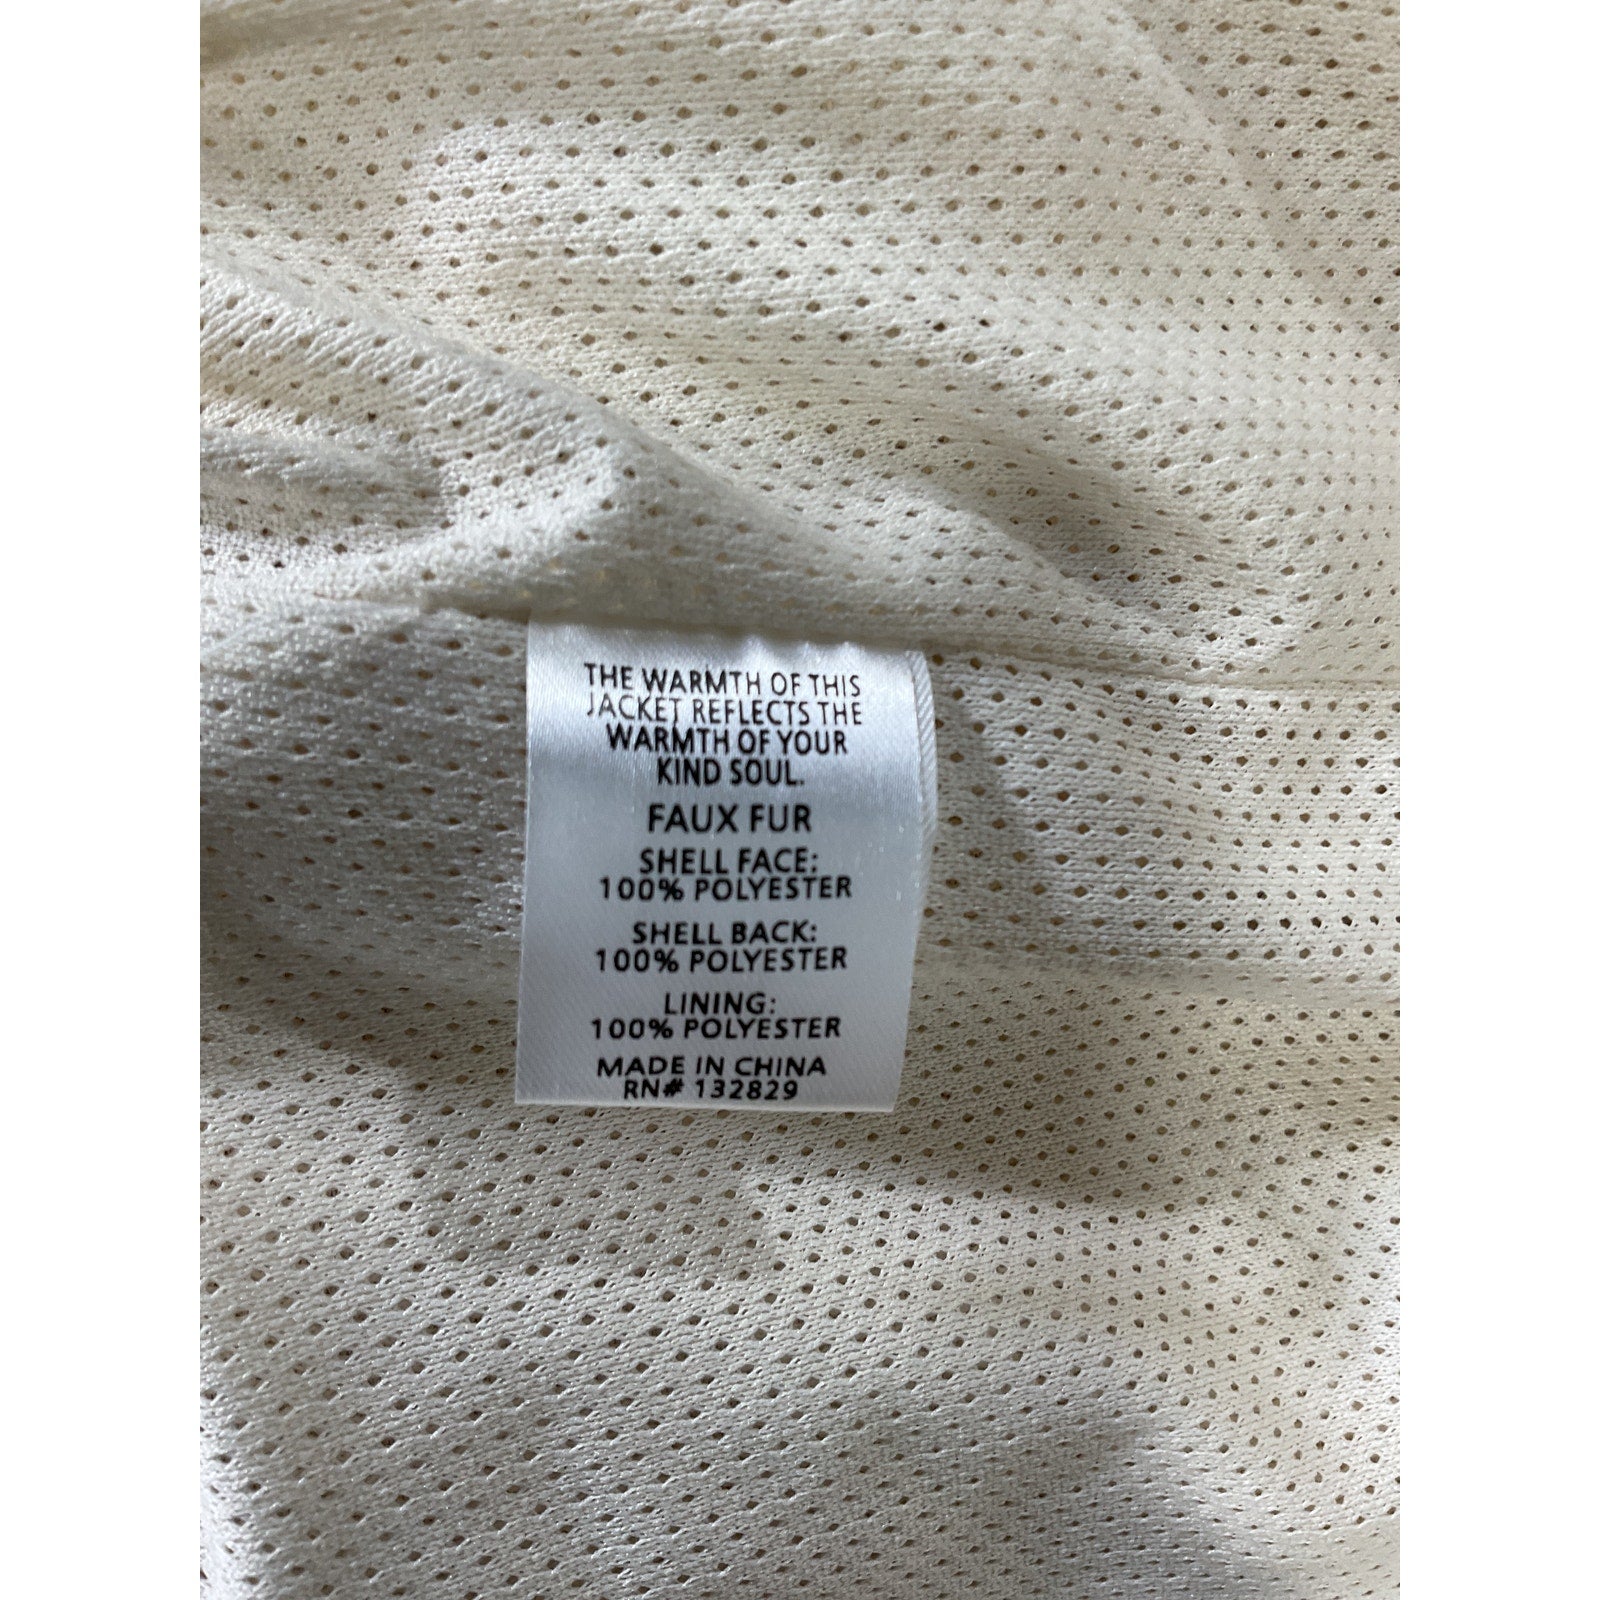 THE WARMTH OF THIS
JACKET REFLECTS THE
WARMTH OF YOUR
KIND SOUL.
FAUX FUR
SHELL FACE:
100% POLYESTER
SHELL BACK:
100% POLYESTER
LINING:
100% POLYESTER
MADE IN CHINA
RN# 132829